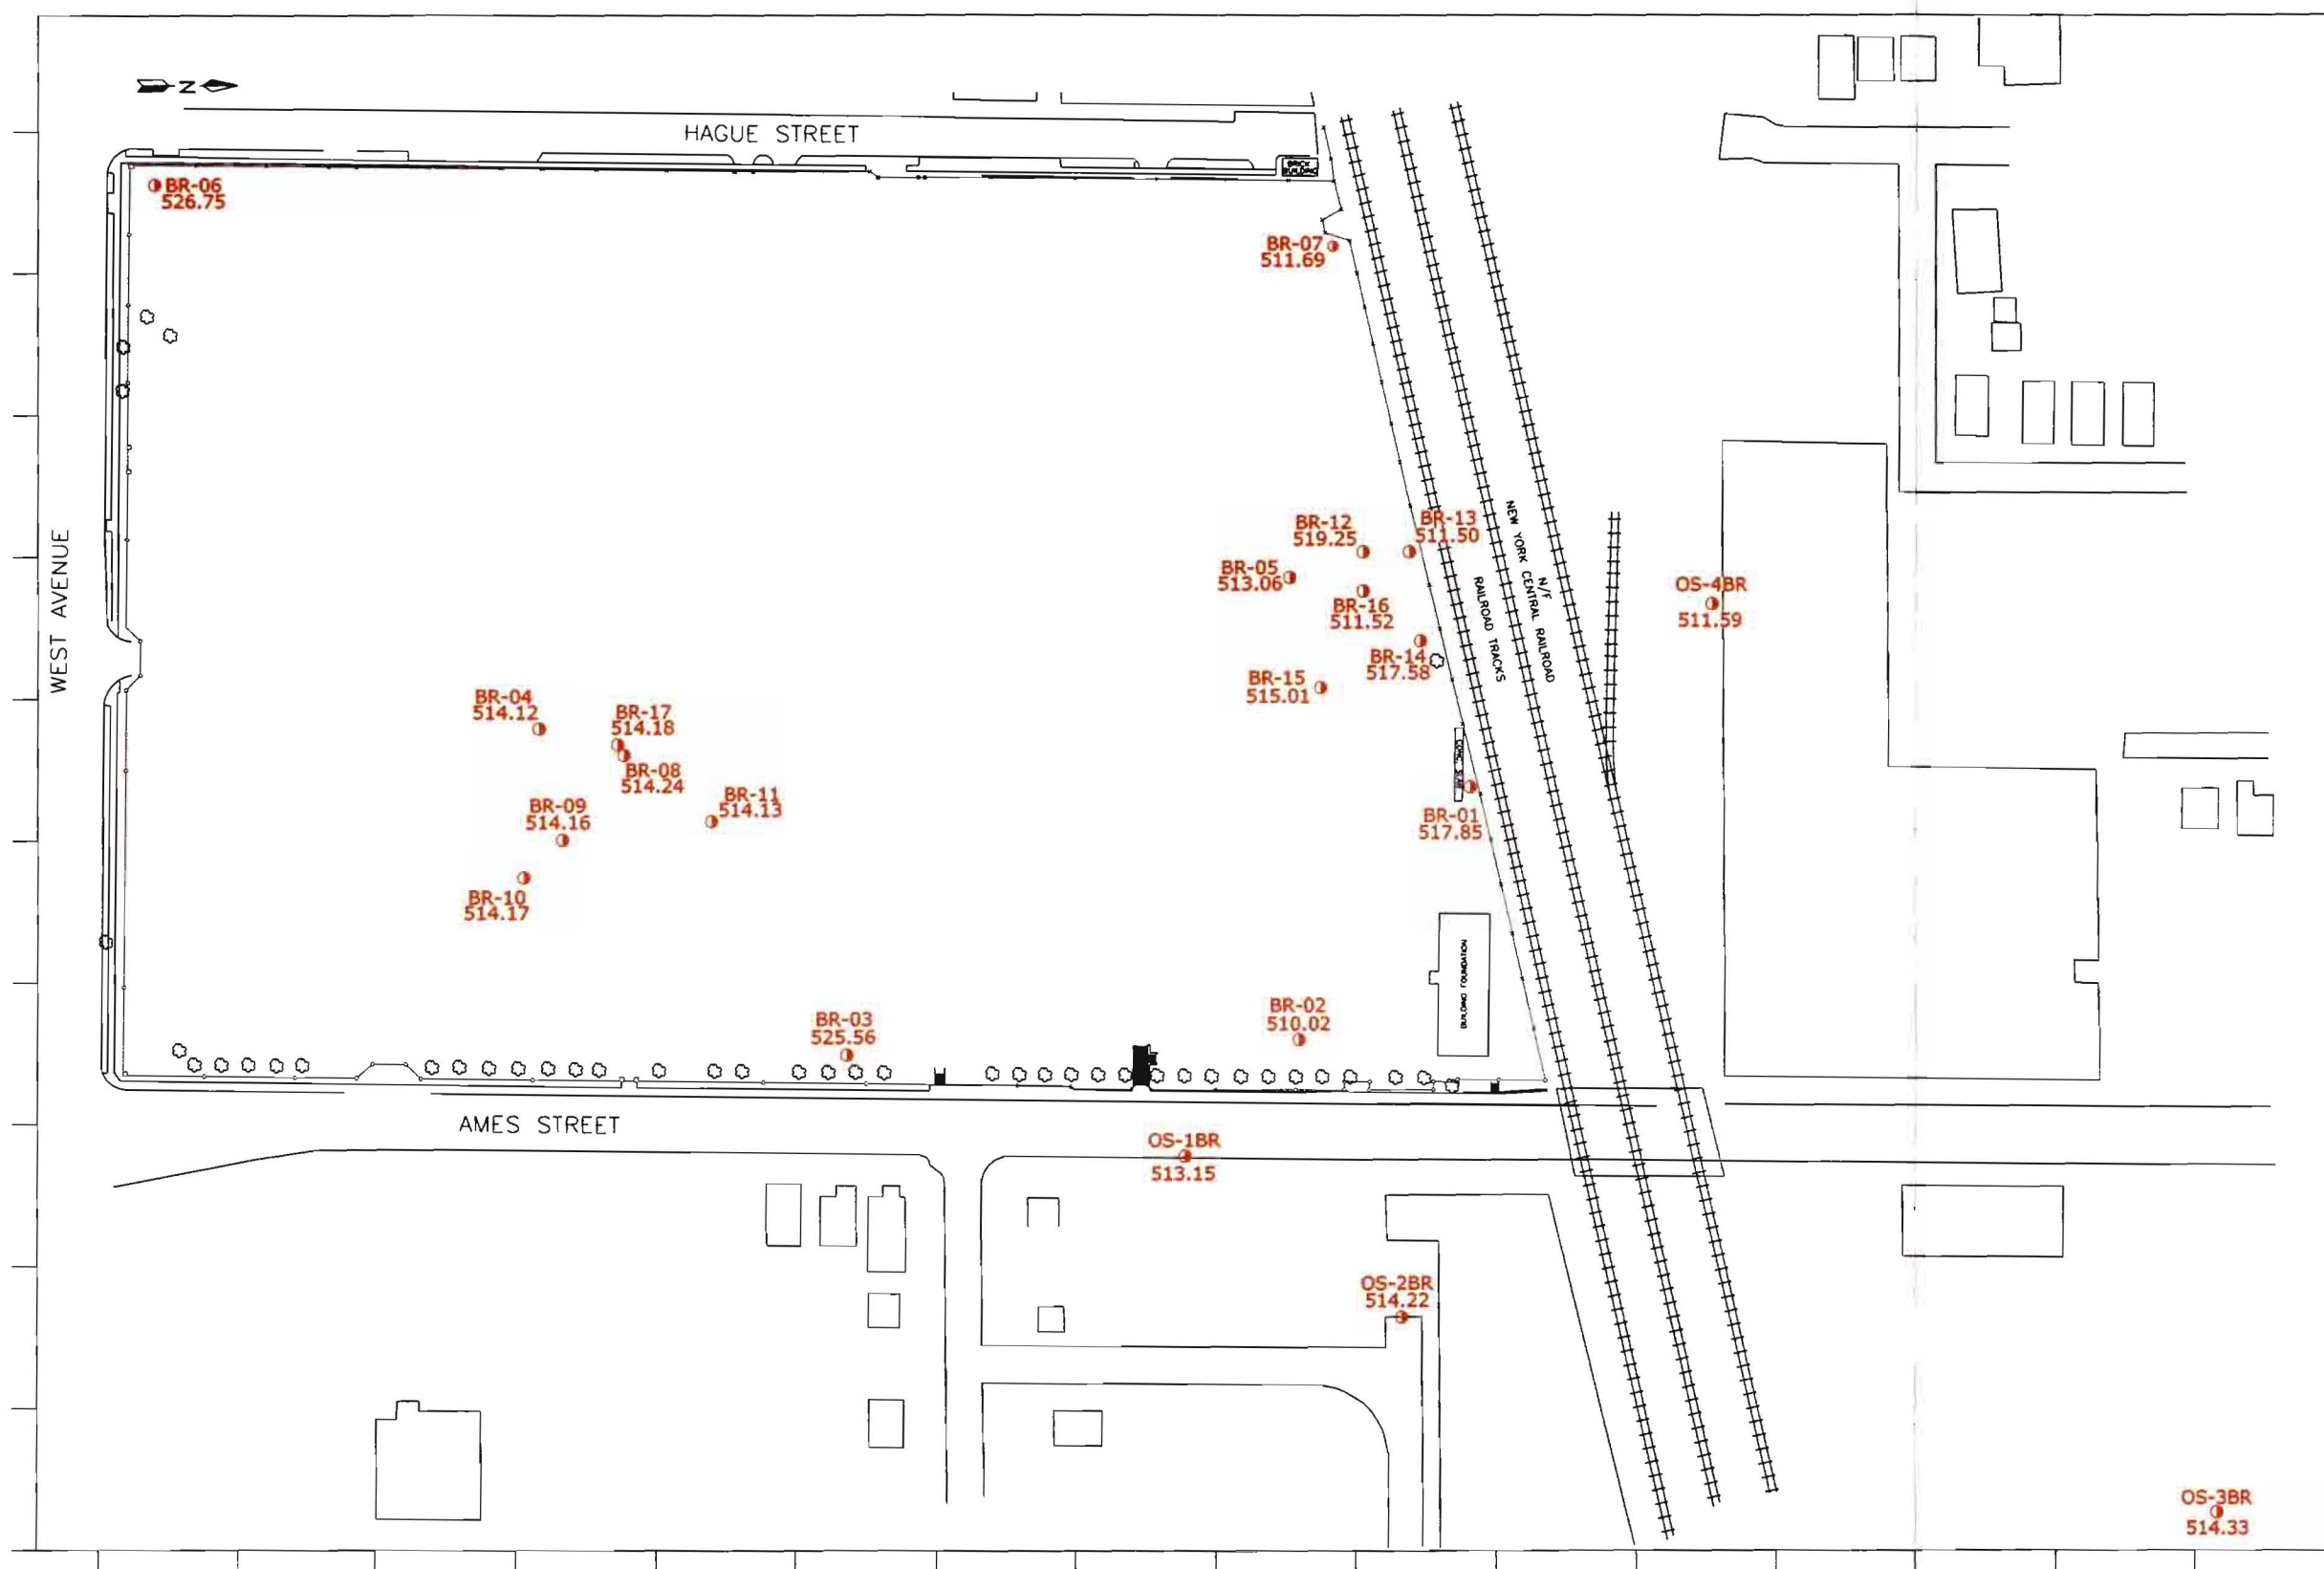 N
HAGUE STREET
BRICK
BUILDING
BR-06
526.75
BR-07
511.69
WEST AVENUE
BR-12
519.25
BR-13
511.50
BR-05
513.06
BR-16
511.52
BR-14
517.58
BR-15
515.01
NEW YORK CENTRAL RAILROAD
N/F
RAILROAD TRACKS
OS-4BR
511.59
BR-04
514.12
BR-17
514.18
BR-08
514.24
BR-11
514.13
BR-09
514.16
BR-10
514.17
CONC. SLAB
BR-01
517.85
BUILDING FOUNDATION
BR-03
525.56
BR-02
510.02
AMES STREET
OS-1BR
513.15
OS-2BR
514.22
OS-3BR
514.33